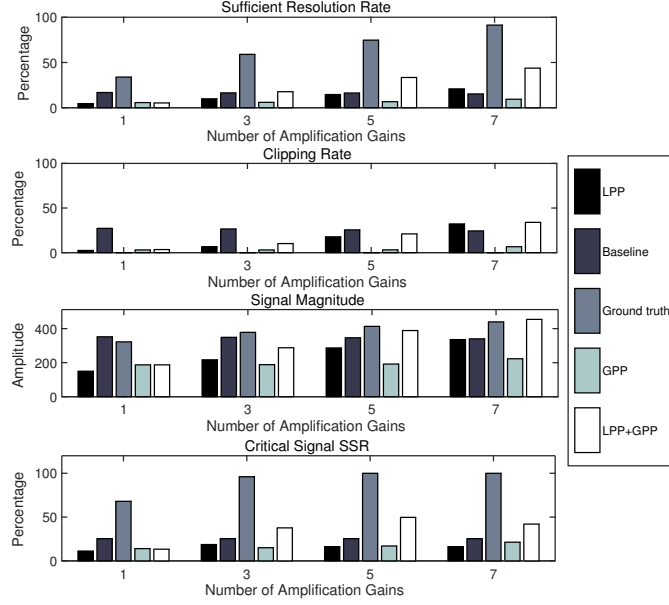 Sufficient Resolution Rate
100
50
0
Percentage
1 3 5 7
Number of Amplification Gains
Clipping Rate
100
50
0
Percentage
1 3 5 7
Number of Amplification Gains
Signal Magnitude
400
200
0
Amplitude
1 3 5 7
Number of Amplification Gains
Critical Signal SSR
100
50
0
Percentage
1 3 5 7
Number of Amplification Gains
LPP
Baseline
Ground truth
GPP
LPP+GPP